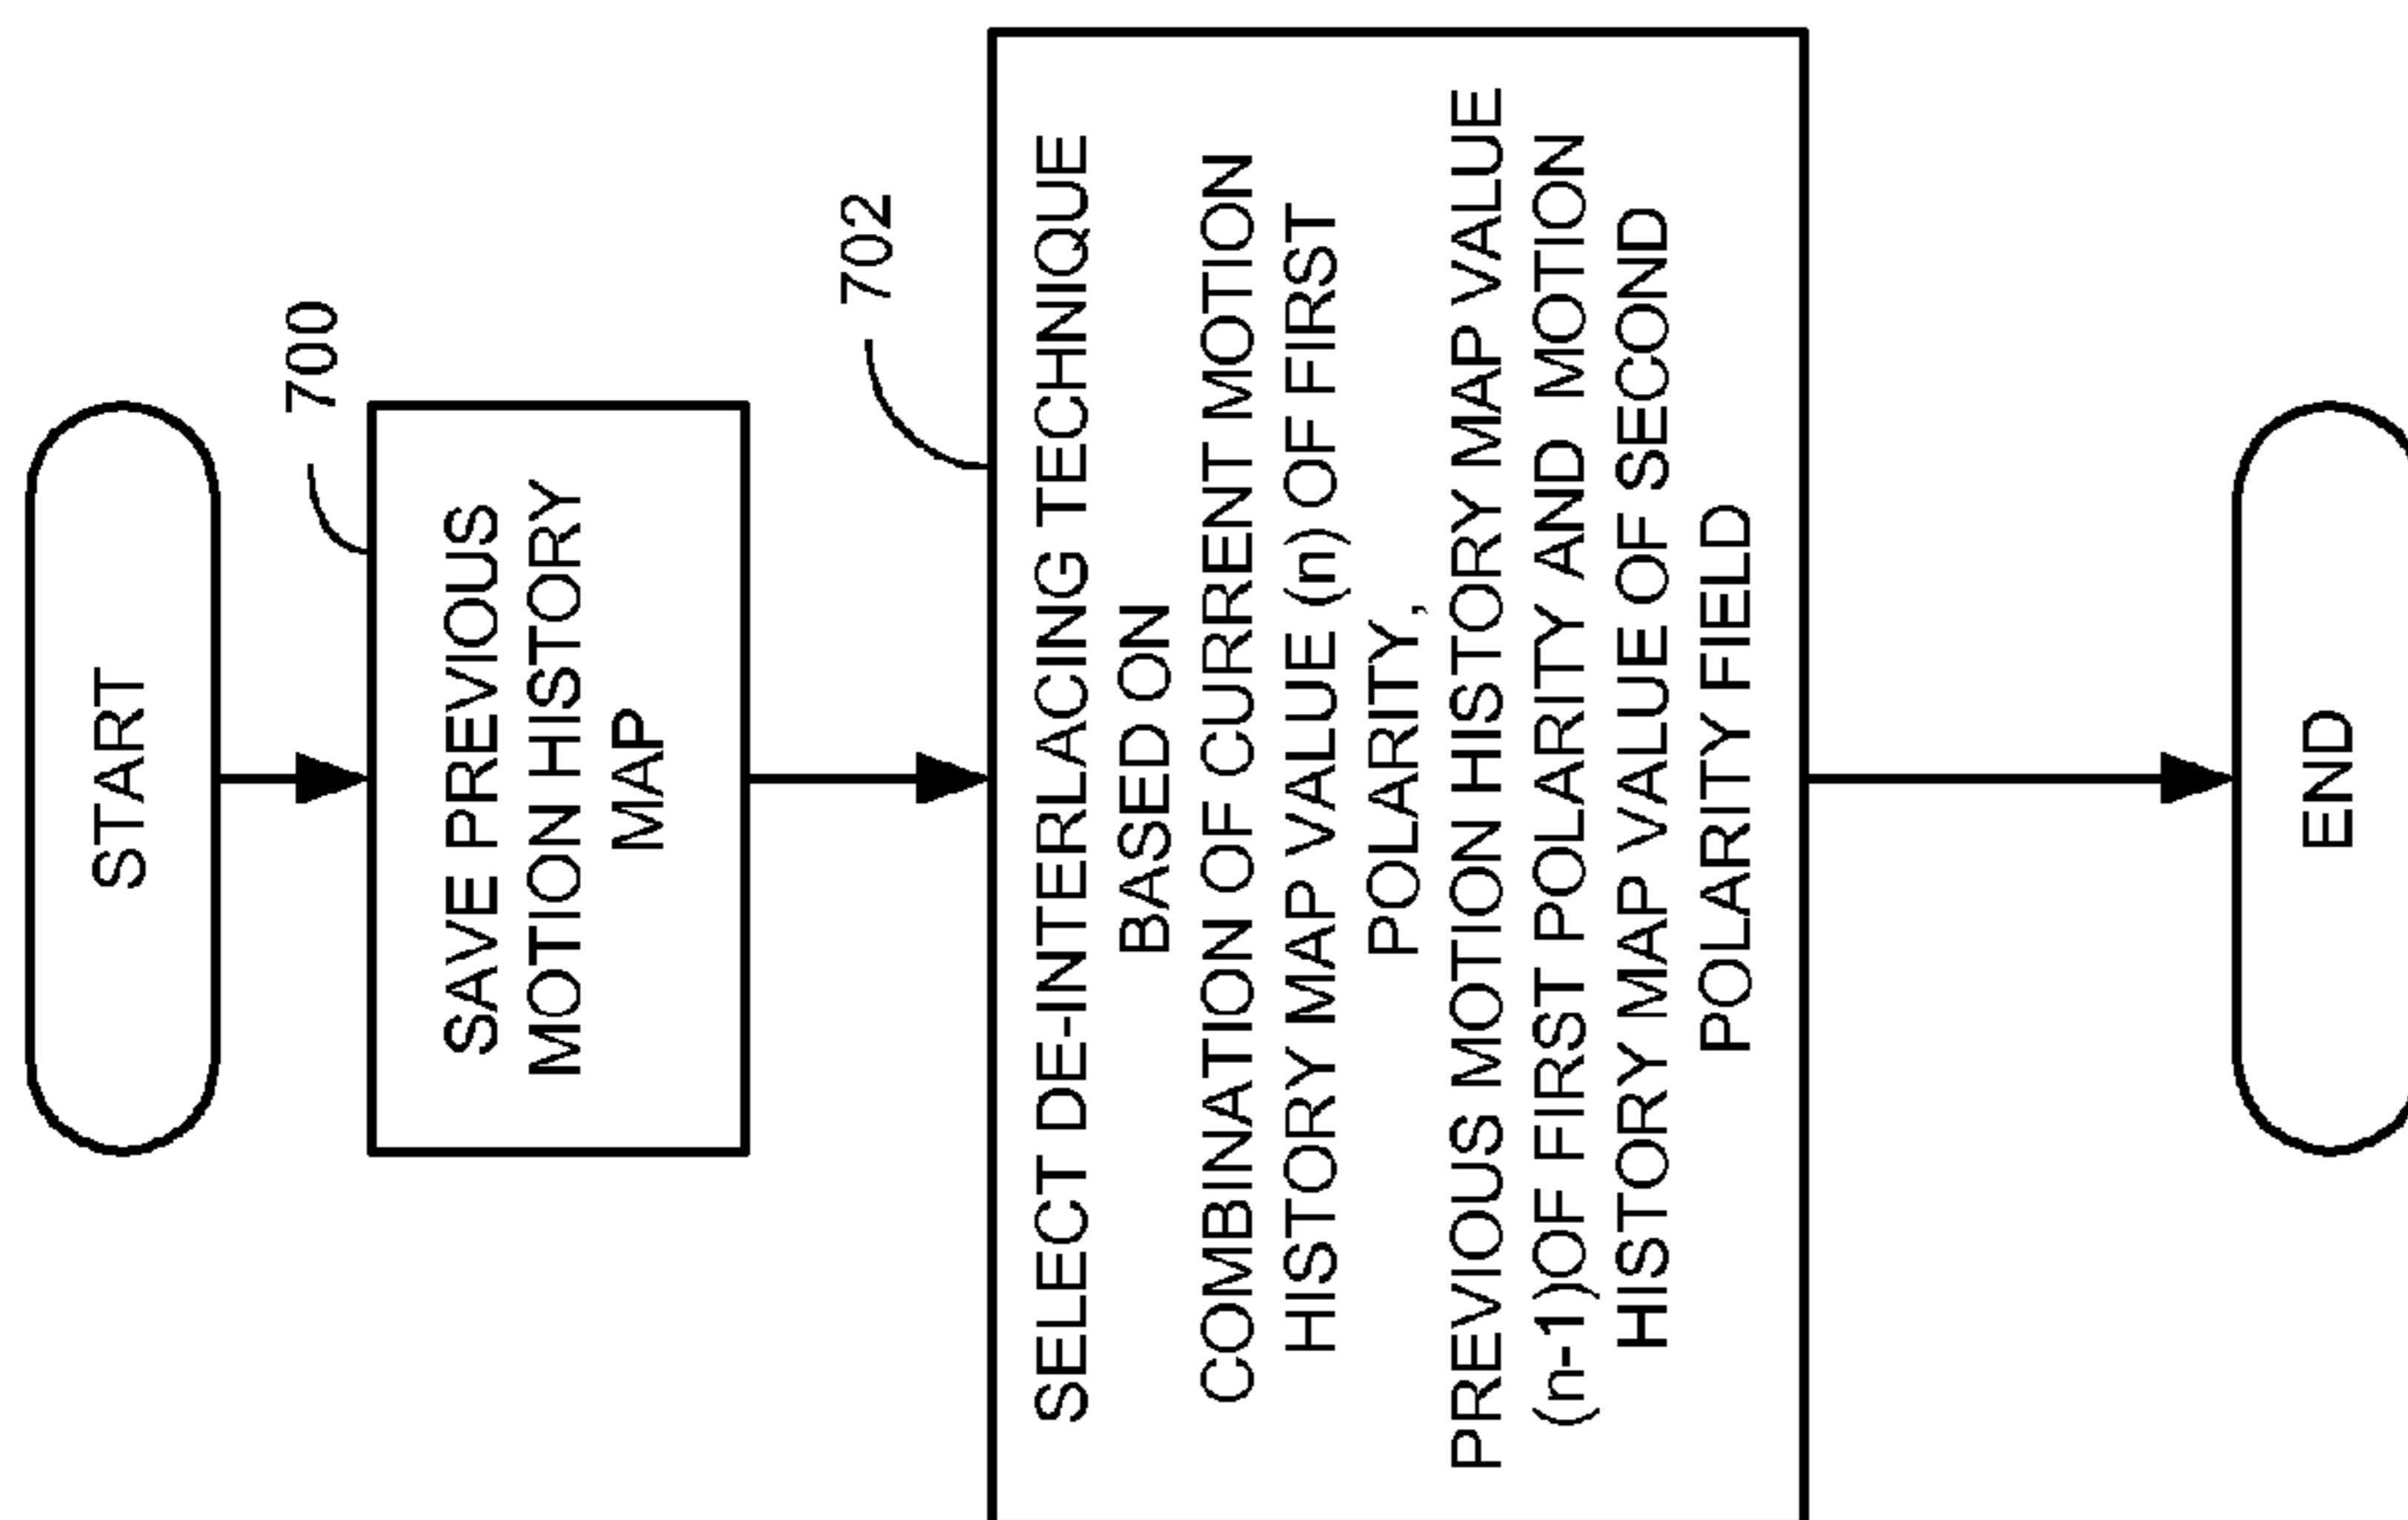 START
700
SAVE PREVIOUS
MOTION HISTORY
MAP
702
SELECT DE-INTERLACING TECHNIQUE
BASED ON
COMBINATION OF CURRENT MOTION
HISTORY MAP VALUE (n) OF FIRST
POLARITY,
PREVIOUS MOTION HISTORY MAP VALUE
(n-1)OF FIRST POLARITY AND MOTION
HISTORY MAP VALUE OF SECOND
POLARITY FIELD
END